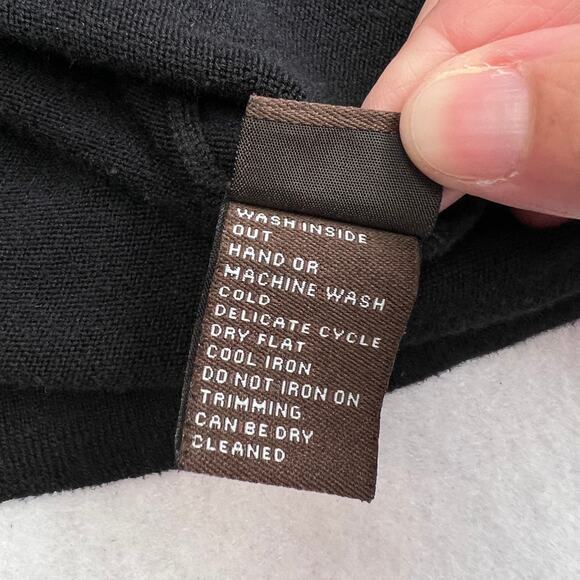 WASH INSIDE
OUT
HAND OR
MACHINE WASH
COLD
DELICATE CYCLE
DRY FLAT
COOL IRON
DO NOT IRON ON
TRIMMING
CAN BE DRY
CLEANED